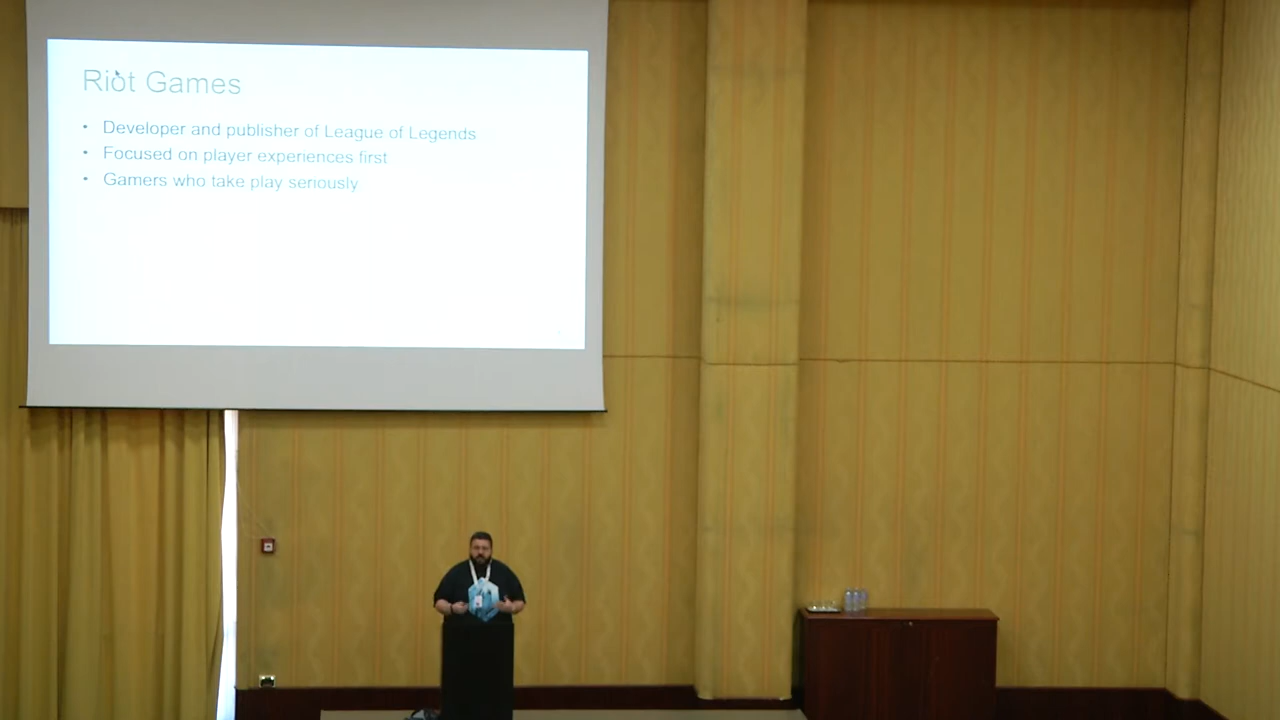 Riot Games
• Developer and publisher of League of Legends
• Focused on player experiences first
• Gamers who take play seriously